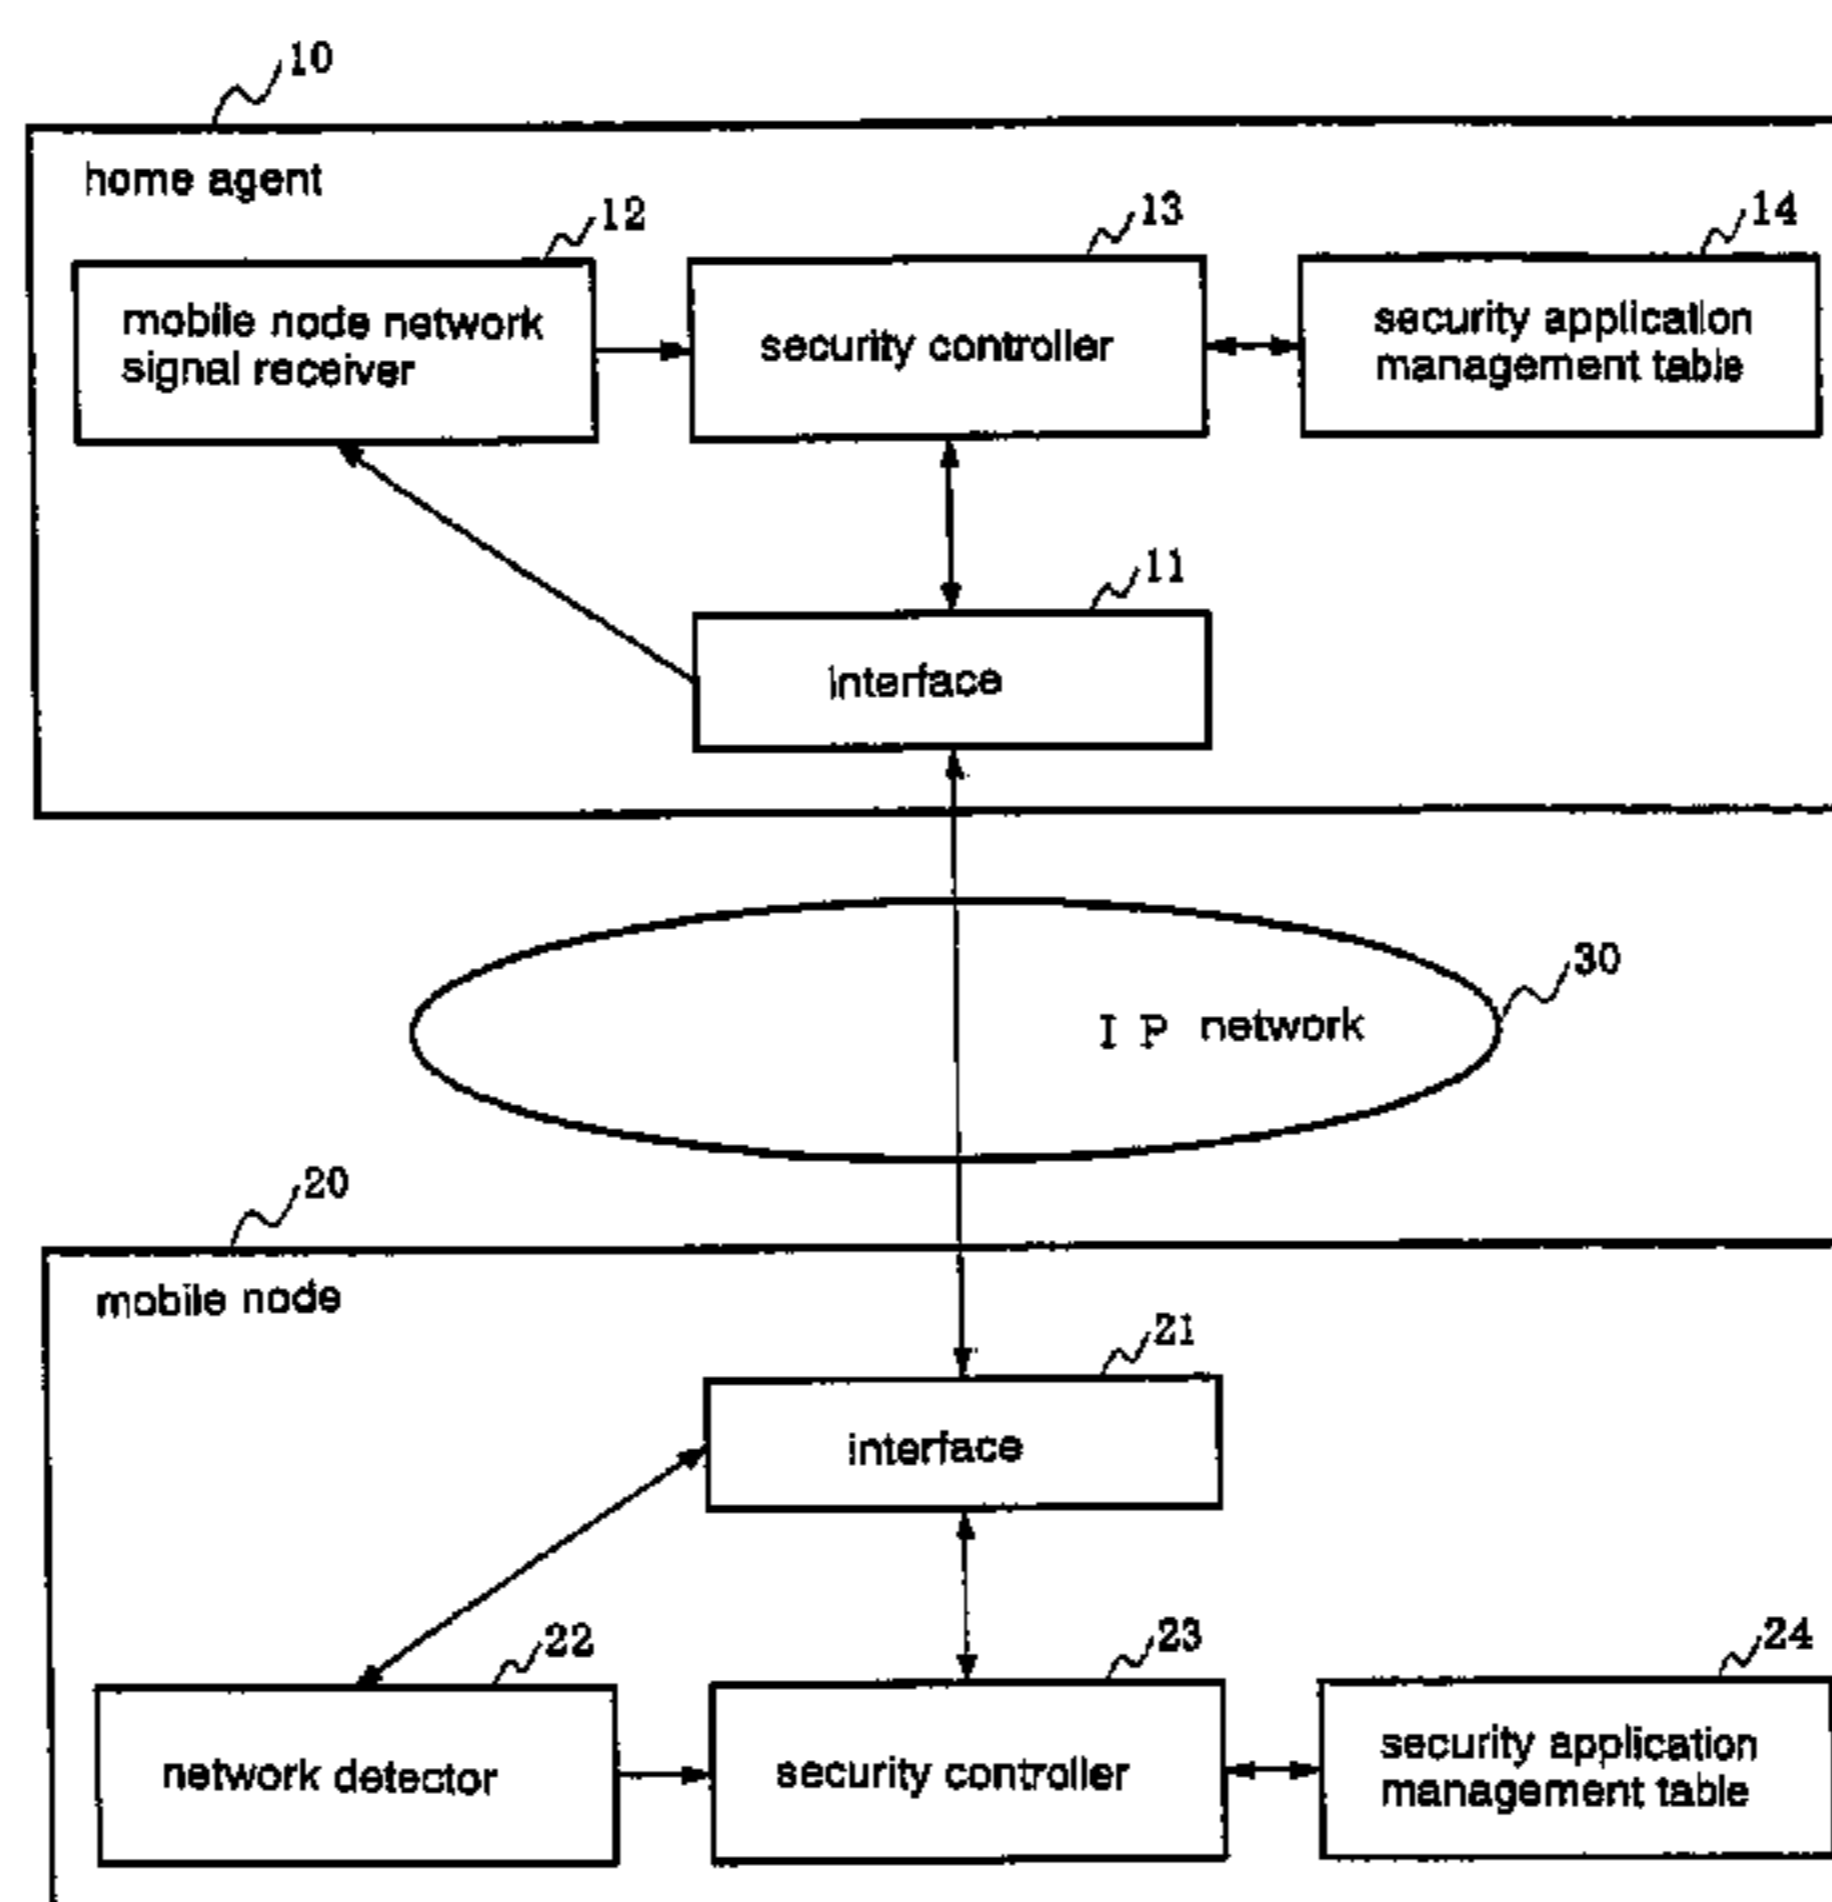 10
home agent
12
13
14
mobile node network
signal receiver
security controller
security application
management table
11
interface
30
IP network
20
mobile node
21
interface
22
23
24
network detector
security controller
security application
management table